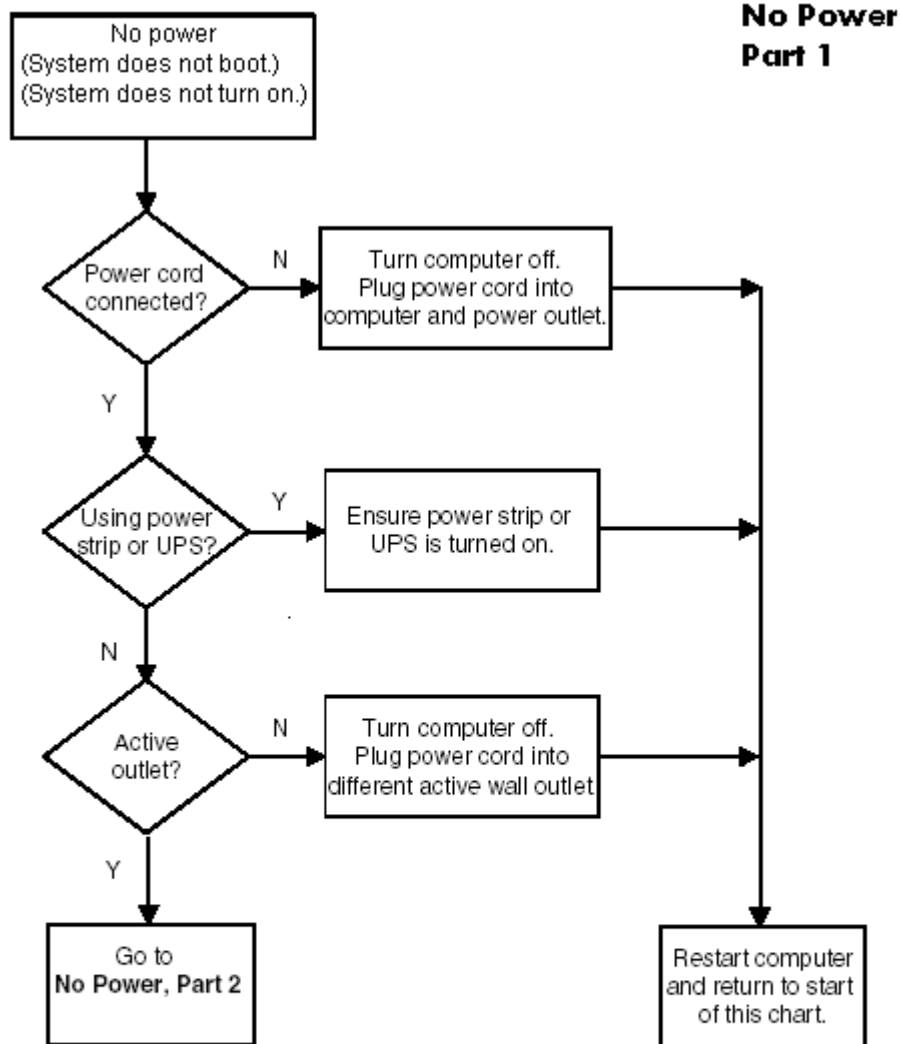 No Power
Part 1
No power
(System does not boot.)
(System does not turn on.)
Power cord
connected?
N
Turn computer off.
Plug power cord into
computer and power outlet.
Y
Using power
strip or UPS?
Y
Ensure power strip or
UPS is turned on.
N
Active
outlet?
N
Turn computer off.
Plug power cord into
different active wall outlet
Y
Go to
No Power, Part 2
Restart computer
and return to start
of this chart.